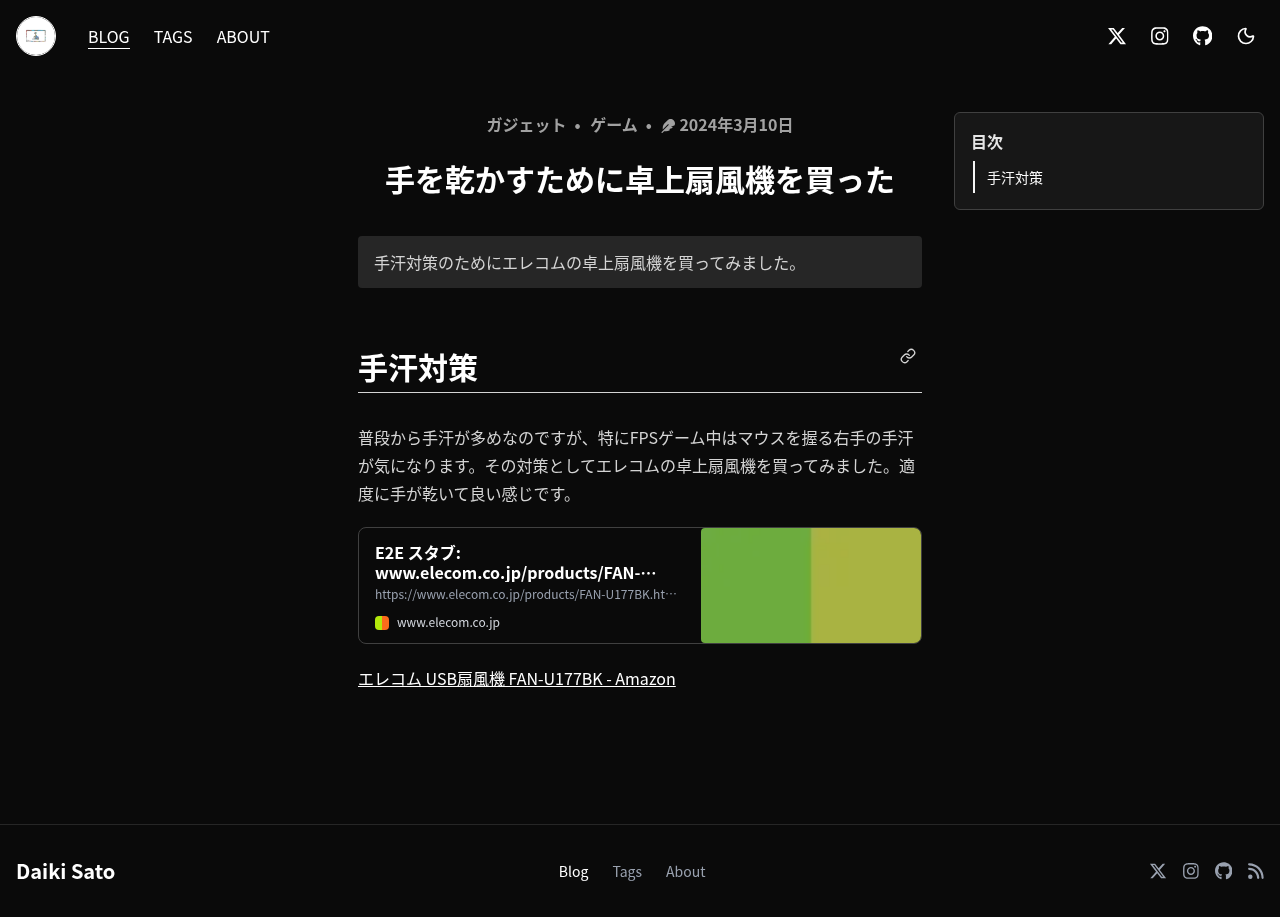 BLOG TAGS ABOUT
ガジェット • ゲーム • 2024年3月10日
手を乾かすために卓上扇風機を買った
目次
手汗対策
手汗対策のためにエレコムの卓上扇風機を買ってみました。
手汗対策
普段から手汗が多めなのですが、特にFPSゲーム中はマウスを握る右手の手汗
が気になります。その対策としてエレコムの卓上扇風機を買ってみました。適
度に手が乾いて良い感じです。
E2E スタブ:
www.elecom.co.jp/products/FAN-…
https://www.elecom.co.jp/products/FAN-U177BK.ht…
www.elecom.co.jp
エレコム USB扇風機 FAN-U177BK - Amazon
Daiki Sato
Blog Tags About